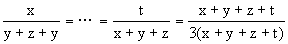 x/(y + z + y) = ··· = t/(x + y + z) = (x + y + z + t)/(3(x + y + z + t))